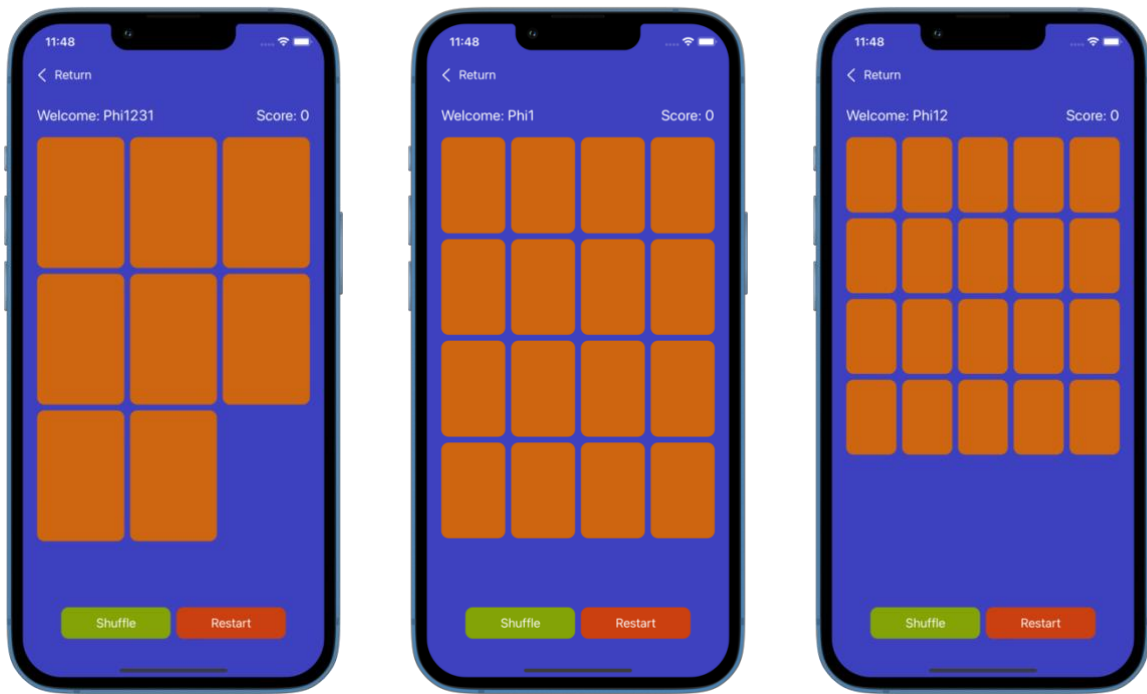 11:48
Return
Welcome: Phi1231 Score: 0
Shuffle Restart
11:48
Return
Welcome: Phi1 Score: 0
Shuffle Restart
11:48
Return
Welcome: Phi12 Score: 0
Shuffle Restart